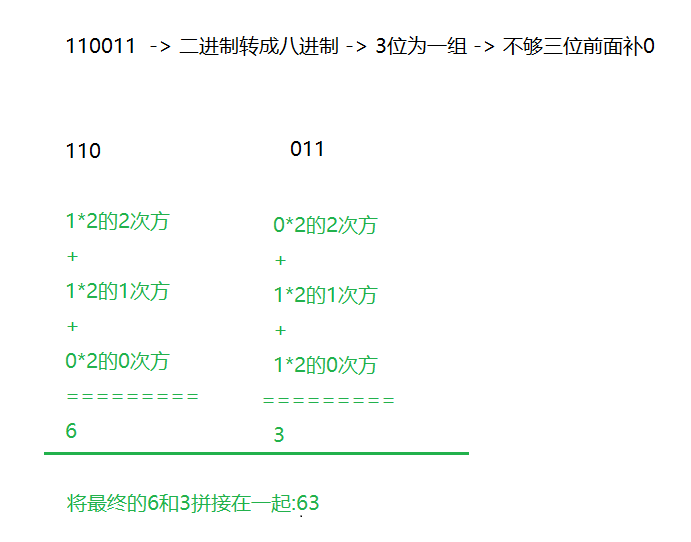 110011 -> 二进制转成八进制 -> 3位为一组 -> 不够三位前面补0
110 011
1*2的2次方 0*2的2次方
+ +
1*2的1次方 1*2的1次方
+ +
0*2的0次方 1*2的0次方
========= =========
6 3
将最终的6和3拼接在一起:63